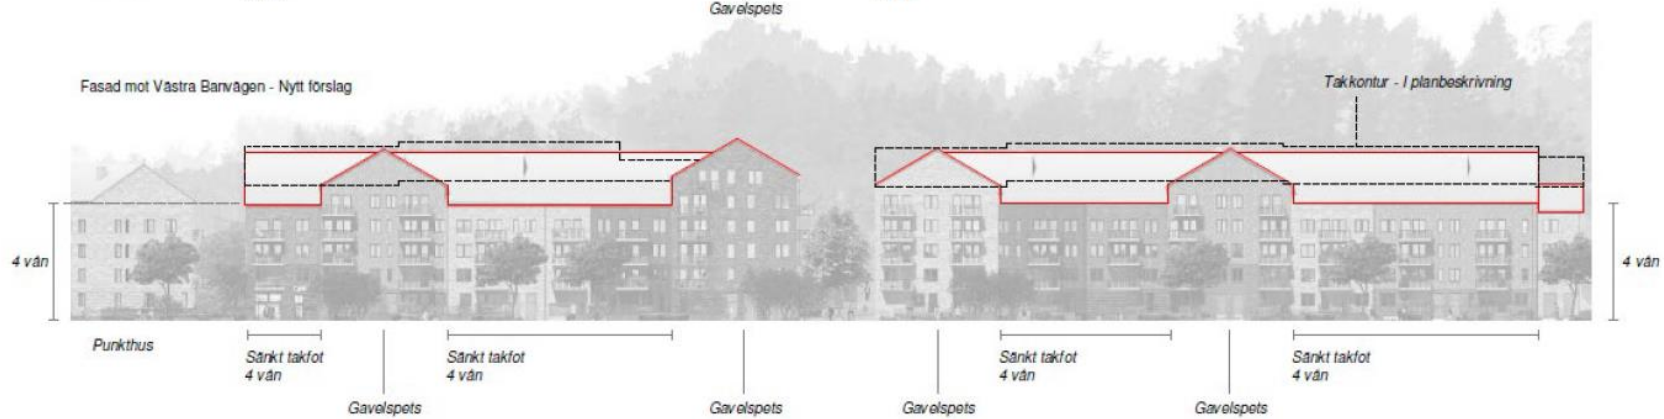 Gavelspets
Fasad mot Västra Banvägen - Nytt förslag
Takkontur - I planbeskrivning
4 vån
4 vån
Punkthus
Sänkt takfot
4 vån
Sänkt takfot
4 vån
Sänkt takfot
4 vån
Sänkt takfot
4 vån
Gavelspets
Gavelspets
Gavelspets
Gavelspets